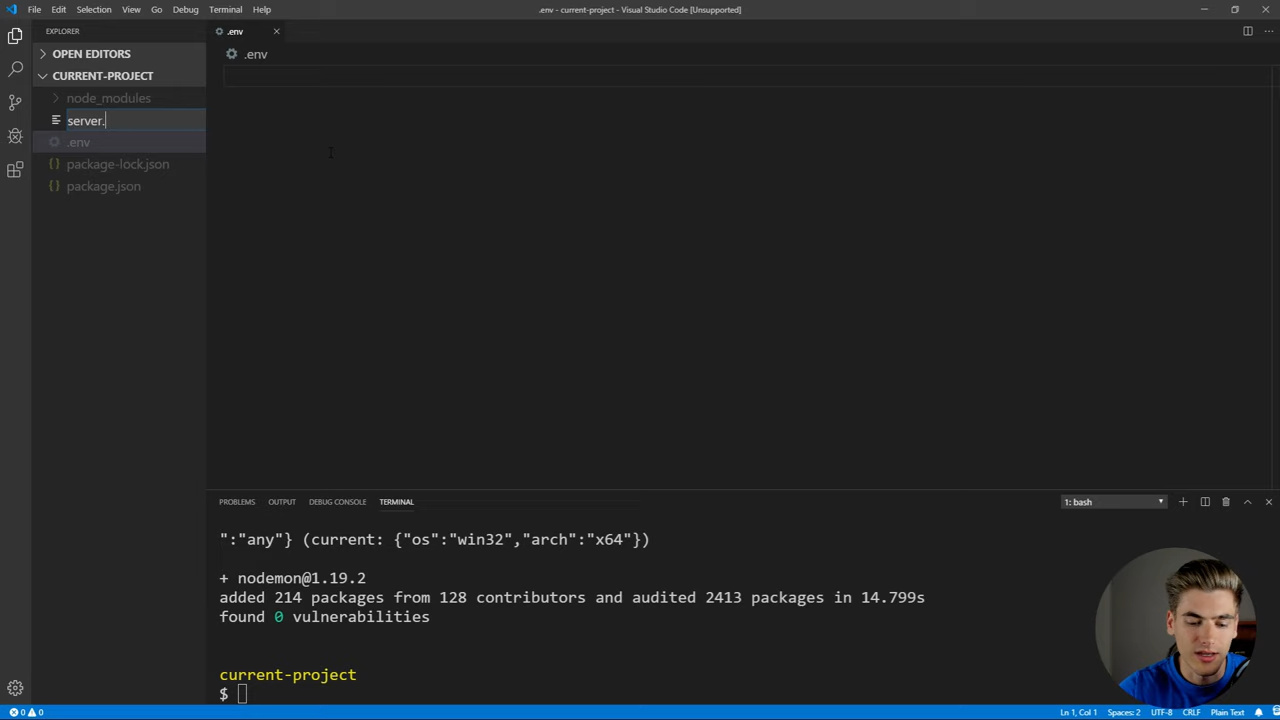 File Edit Selection View Go Debug Terminal Help
.env - current-project - Visual Studio Code [Unsupported]
EXPLORER
OPEN EDITORS
CURRENT-PROJECT
node_modules
server.
.env
package-lock.json
package.json
.env
.env
PROBLEMS OUTPUT DEBUG CONSOLE TERMINAL
1: bash
":"any"} (current: {"os":"win32","arch":"x64"})
+ nodemon@1.19.2
added 214 packages from 128 contributors and audited 2413 packages in 14.799s
found 0 vulnerabilities
current-project
$
0 0
Ln 1, Col 1 Spaces: 2 UTF-8 CRLF Plain Text